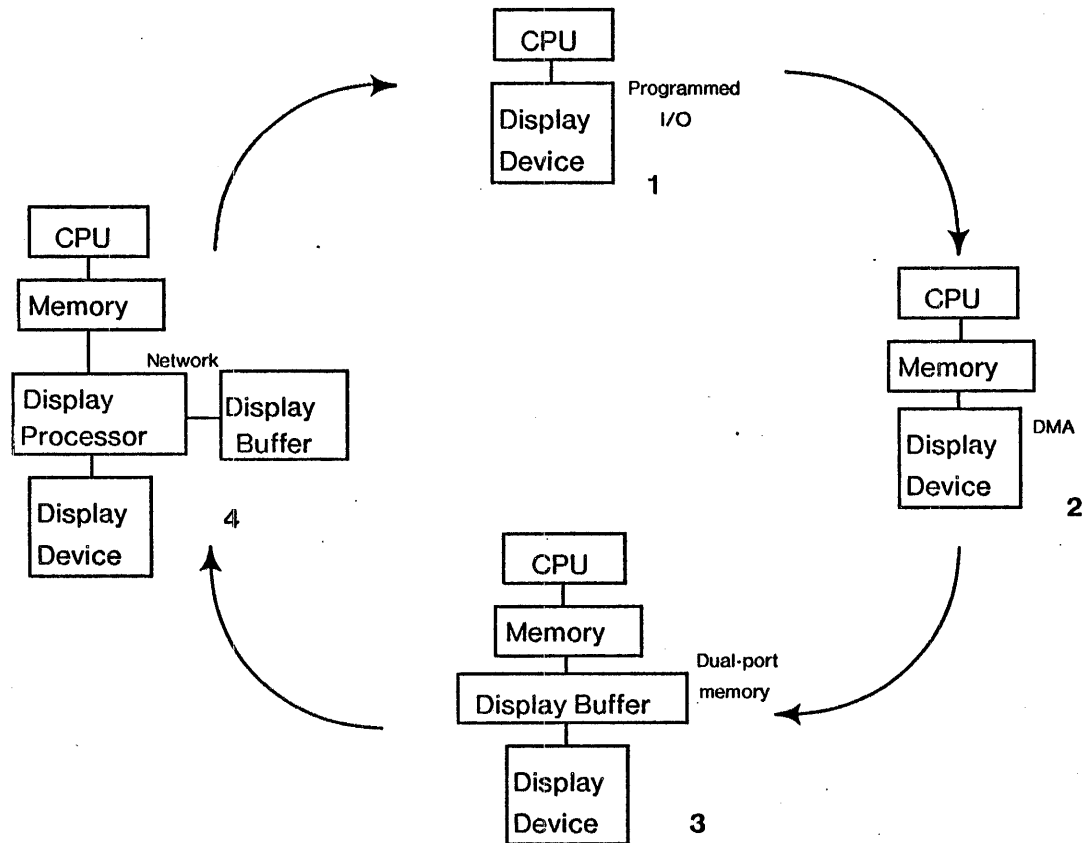 CPU
Display
Device
Programmed
I/O
1
CPU
Memory
Display
Device
DMA
2
CPU
Memory
Display Buffer
Dual-port
memory
Display
Device
3
CPU
Memory
Network
Display
Processor
Display
Buffer
Display
Device
4